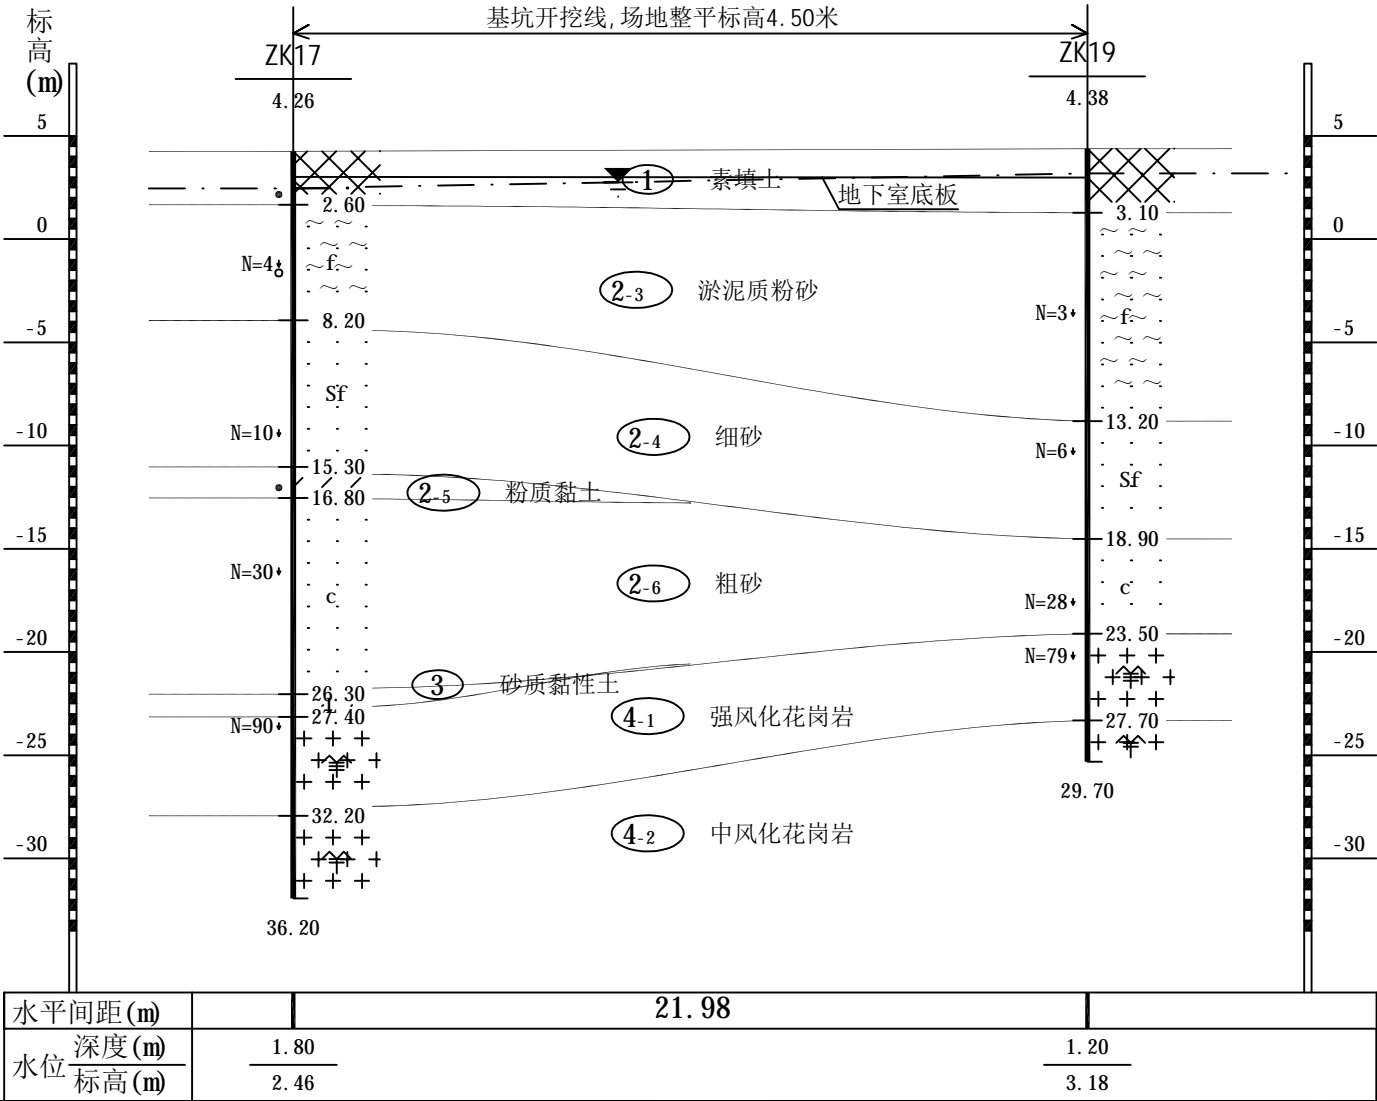 基坑开挖线,场地整平标高4.50米
标
高
(m)
ZK17
4.26
ZK19
4.38
5
5
① 素填土
地下室底板
2.60
3.10
0
0
N=4
f
2-3 淤泥质粉砂
N=3
f
8.20
-5
-5
Sf
13.20
N=10
2-4 细砂
-10
-10
N=6
15.30
Sf
2-5 粉质黏土
16.80
18.90
-15
-15
N=30
c
2-6 粗砂
c
N=28
23.50
-20
-20
N=79
3 砂质黏性土
26.30
27.40
N=90
4-1 强风化花岗岩
27.70
-25
-25
29.70
32.20
4-2 中风化花岗岩
-30
-30
36.20
水平间距(m) 21.98
水位 深度(m) 1.80 1.20
标高(m) 2.46 3.18